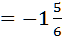 = −1 5/6